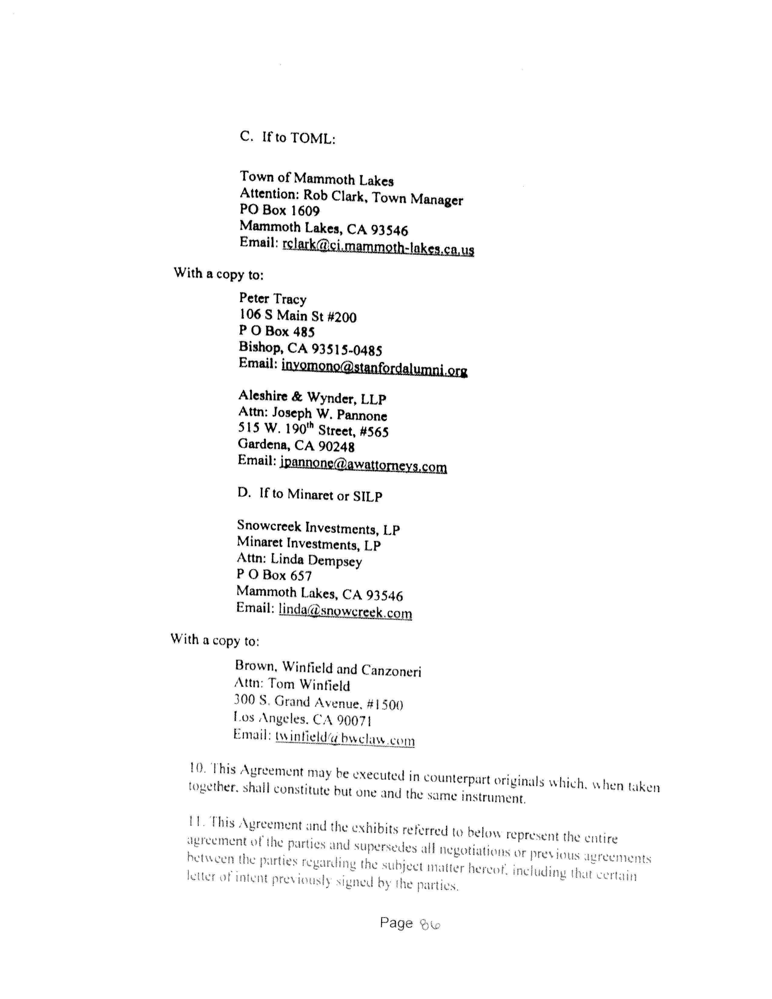 C. If to TOML:
Town of Mammoth Lakes
Attention: Rob Clark, Town Manager
PO Box 1609
Mammoth Lakes, CA 93546
Email: rclark@ci.mammoth-lakes.ca.us
With a copy to:
Peter Tracy
106 S Main St #200
P O Box 485
Bishop, CA 93515-0485
Email: inyomono@stanfordalumni.org
Aleshire & Wynder, LLP
Attn: Joseph W. Pannone
515 W. 190th Street, #565
Gardena, CA 90248
Email: jpannone@awattorneys.com
D. If to Minaret or SILP
Snowcreek Investments, LP
Minaret Investments, LP
Attn: Linda Dempsey
P O Box 657
Mammoth Lakes, CA 93546
Email: linda@snowcreek.com
With a copy to:
Brown, Winfield and Canzoneri
Attn: Tom Winfield
300 S. Grand Avenue, #1500
Los Angeles, CA 90071
Email: twinfield@bwclaw.com
10. This Agreement may be executed in counterpart originals which, when taken
together, shall constitute but one and the same instrument.
11. This Agreement and the exhibits referred to below represent the entire
agreement of the parties and supersedes all negotiations or previous agreements
between the parties regarding the subject matter hereof, including that certain
letter of intent previously signed by the parties.
Page 86